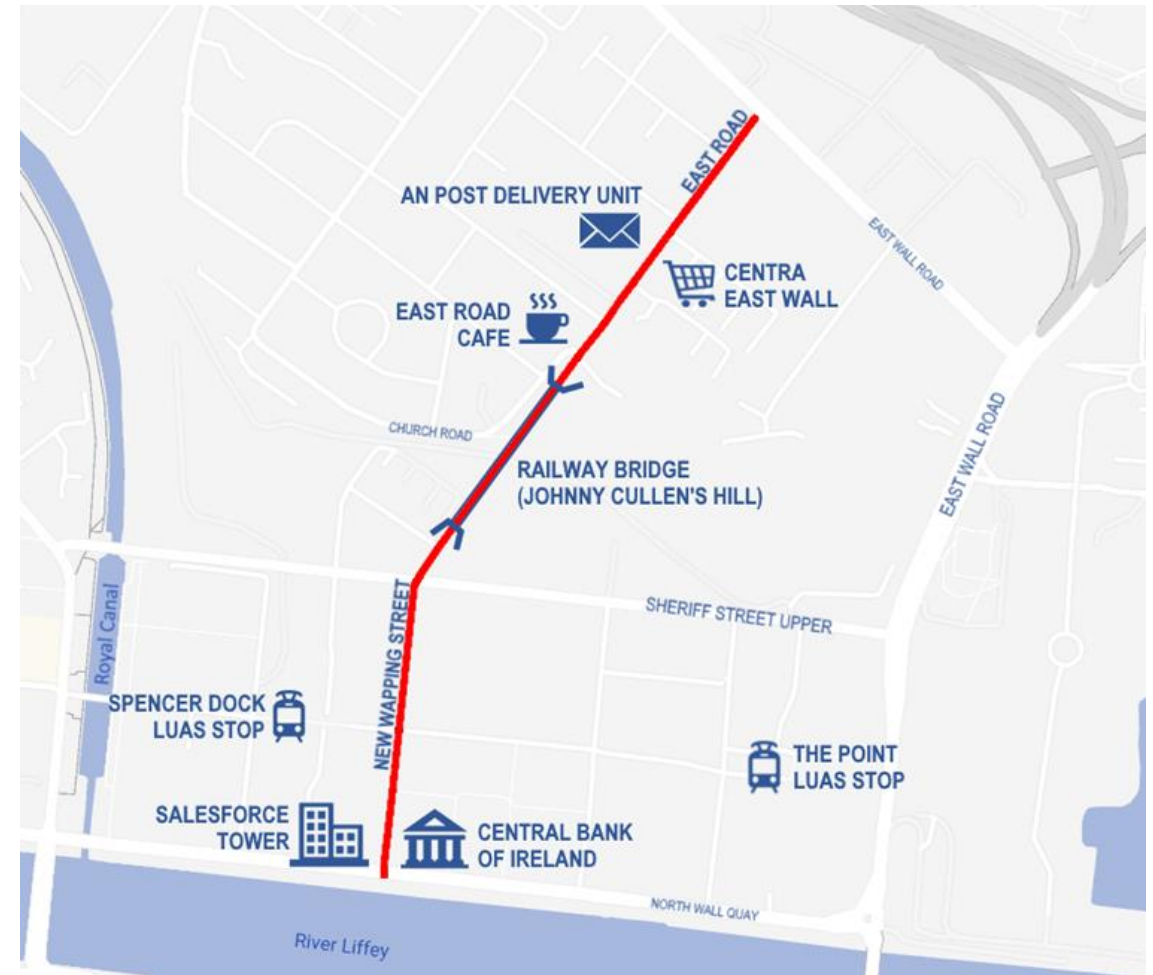 EAST ROAD
AN POST DELIVERY UNIT
EAST WALL ROAD
CENTRA
EAST WALL
EAST ROAD
CAFE
CHURCH ROAD
EAST WALL ROAD
RAILWAY BRIDGE
(JOHNNY CULLEN'S HILL)
Royal Canal
NEW WAPPING STREET
SHERIFF STREET UPPER
SPENCER DOCK
LUAS STOP
THE POINT
LUAS STOP
SALESFORCE
TOWER
CENTRAL BANK
OF IRELAND
NORTH WALL QUAY
River Liffey